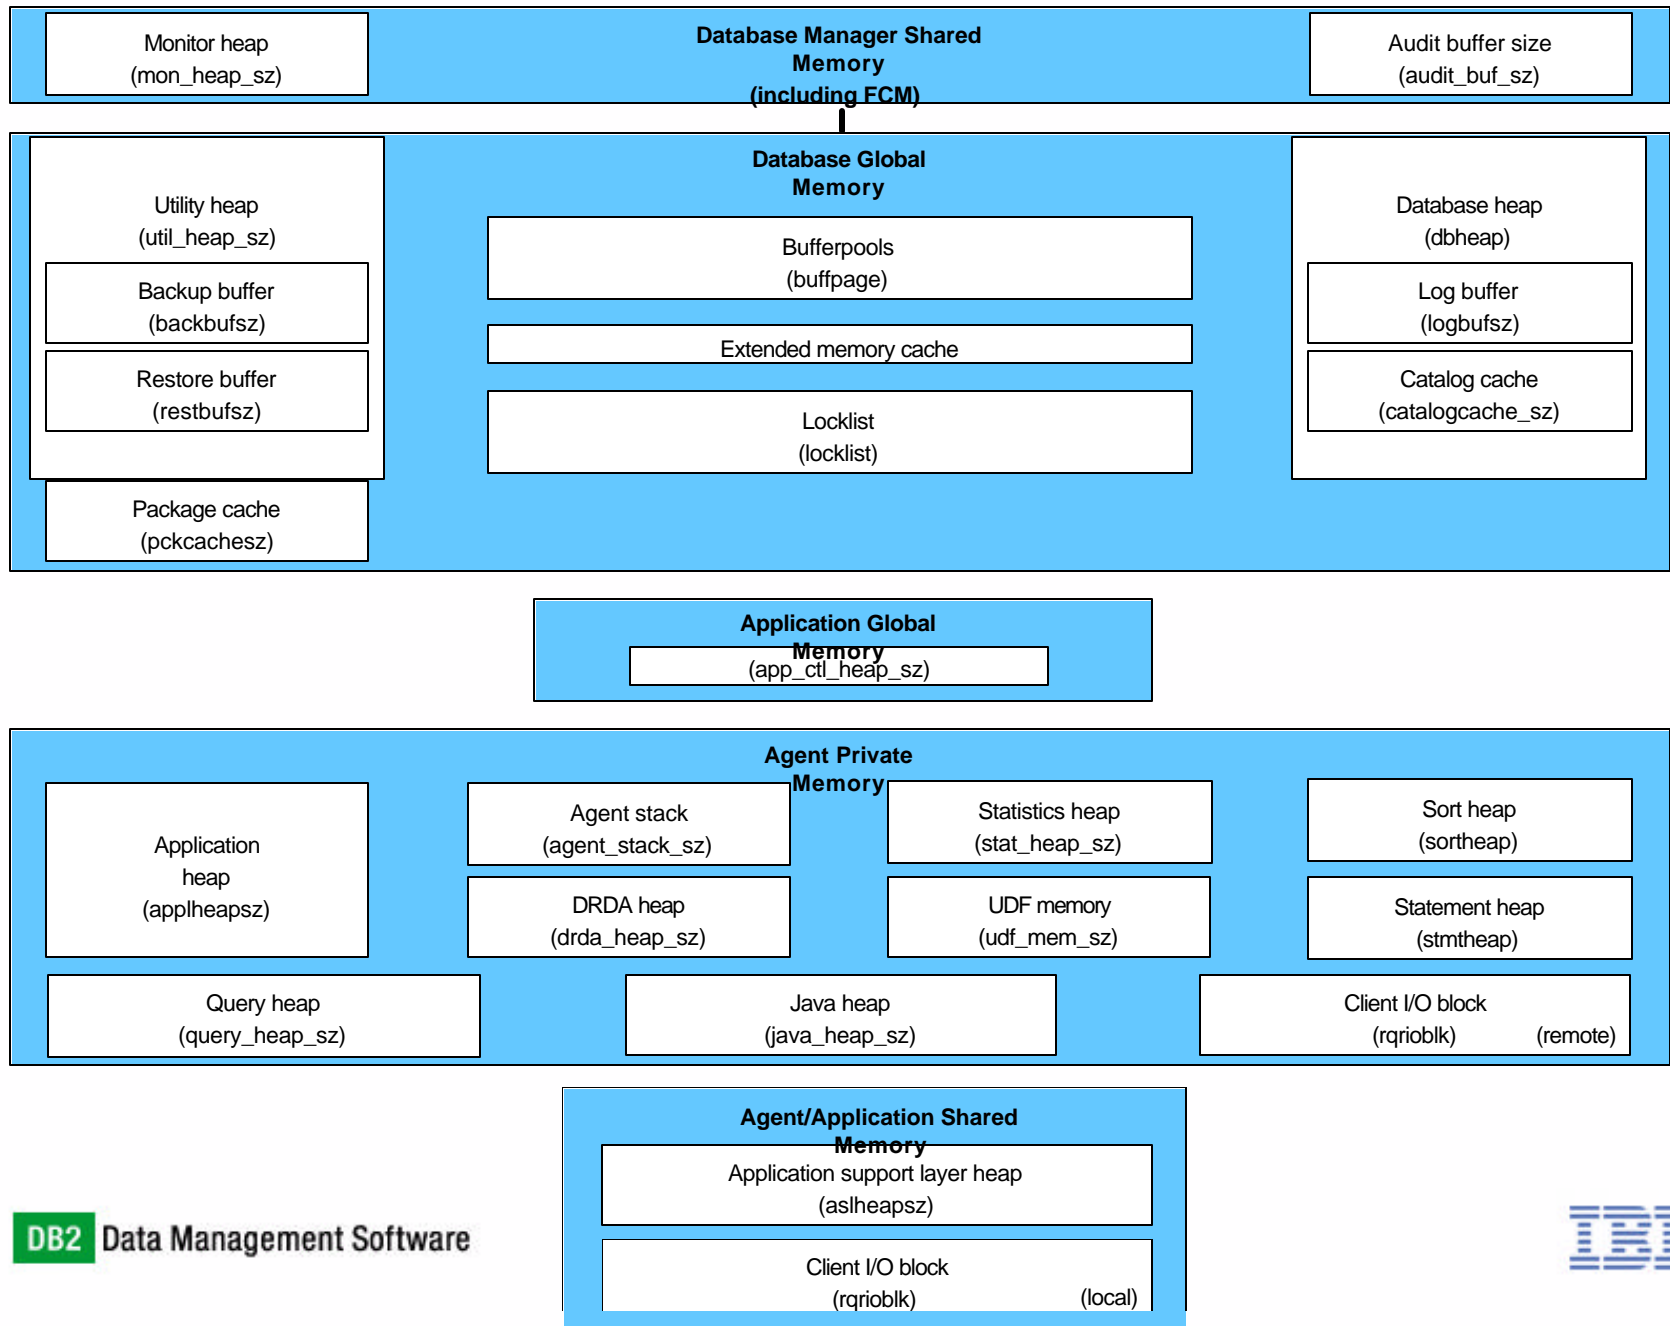 Monitor heap
(mon_heap_sz)
Database Manager Shared
Memory
(including FCM)
Audit buffer size
(audit_buf_sz)
Database Global
Memory
Utility heap
(util_heap_sz)
Backup buffer
(backbufsz)
Restore buffer
(restbufsz)
Package cache
(pckcachesz)
Bufferpools
(buffpage)
Extended memory cache
Locklist
(locklist)
Database heap
(dbheap)
Log buffer
(logbufsz)
Catalog cache
(catalogcache_sz)
Application Global
Memory
(app_ctl_heap_sz)
Agent Private
Memory
Application
heap
(applheapsz)
Agent stack
(agent_stack_sz)
Statistics heap
(stat_heap_sz)
Sort heap
(sortheap)
DRDA heap
(drda_heap_sz)
UDF memory
(udf_mem_sz)
Statement heap
(stmtheap)
Query heap
(query_heap_sz)
Java heap
(java_heap_sz)
Client I/O block
(rqrioblk) (remote)
Agent/Application Shared
Memory
Application support layer heap
(aslheapsz)
Client I/O block
(rqrioblk) (local)
DB2 Data Management Software